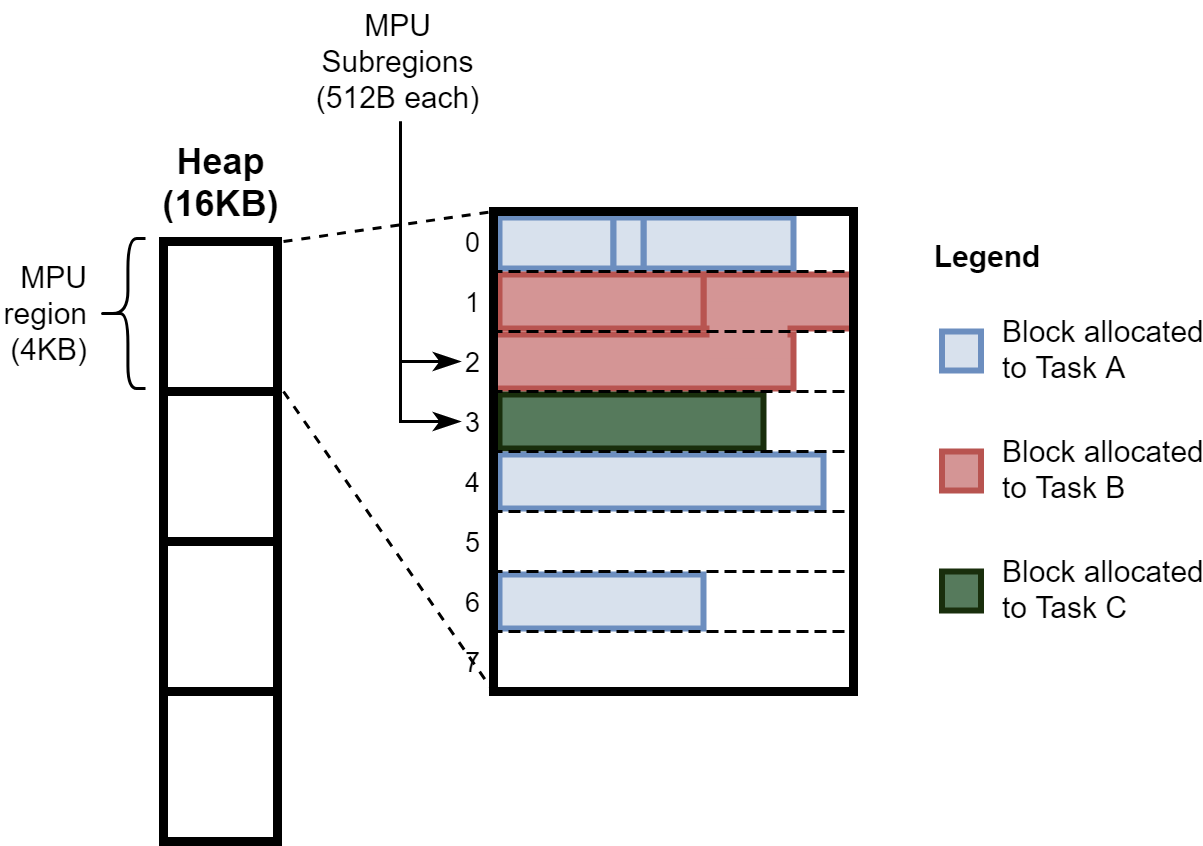 MPU
Subregions
(512B each)
Heap
(16KB)
MPU
region
(4KB)
0
1
2
3
4
5
6
7
Legend
Block allocated
to Task A
Block allocated
to Task B
Block allocated
to Task C